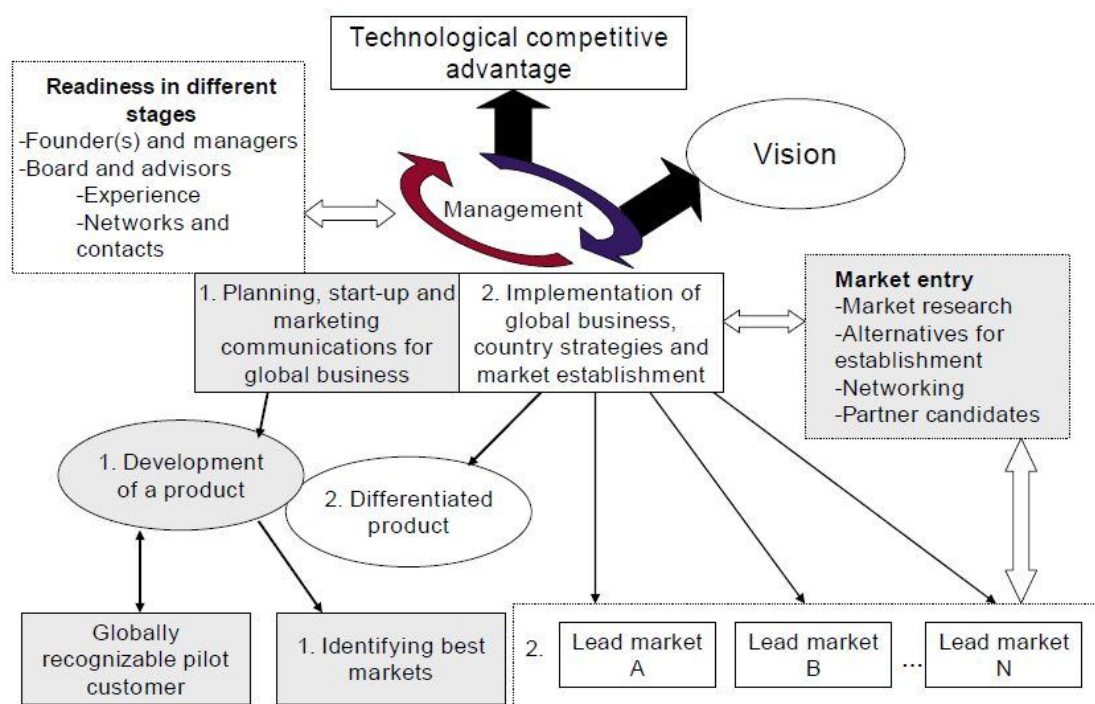 Technological competitive
advantage
Readiness in different
stages
-Founder(s) and managers
-Board and advisors
-Experience
-Networks and
contacts
Vision
Management
1. Planning, start-up and
marketing
communications for
global business
2. Implementation of
global business,
country strategies and
market establishment
Market entry
-Market research
-Alternatives for
establishment
-Networking
-Partner candidates
1. Development
of a product
2. Differentiated
product
Globally
recognizable pilot
customer
1. Identifying best
markets
2.
Lead market
A
Lead market
B
...
Lead market
N